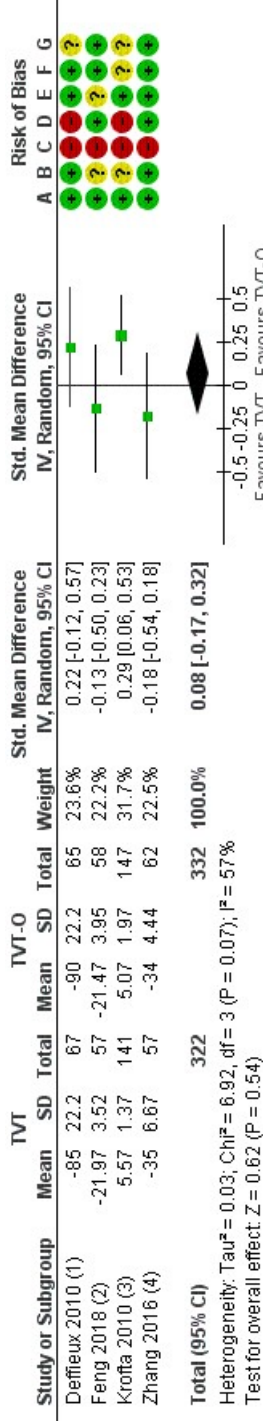 TVT TVT-O Std. Mean Difference Std. Mean Difference Risk of Bias
Study or Subgroup Mean SD Total Mean SD Total Weight IV, Random, 95% CI IV, Random, 95% CI A B C D E F G
Deffieux 2010 (1) -85 22.2 67 -90 22.2 65 23.6% 0.22 [-0.12, 0.57] + + - - + + ?
Feng 2018 (2) -21.97 3.52 57 -21.47 3.95 58 22.2% -0.13 [-0.50, 0.23] + ? - + ? + +
Krofta 2010 (3) 5.57 1.37 141 5.07 1.97 147 31.7% 0.29 [0.06, 0.53] + ? - - + ? ?
Zhang 2016 (4) -35 6.67 57 -34 4.44 62 22.5% -0.18 [-0.54, 0.18] + + - + + + +
Total (95% CI) 322 332 100.0% 0.08 [-0.17, 0.32]
Heterogeneity: Tau² = 0.03; Chi² = 6.92, df = 3 (P = 0.07); I² = 57%
Test for overall effect: Z = 0.62 (P = 0.54)
-0.5 -0.25 0 0.25 0.5
Favours TVT Favours TVT-O